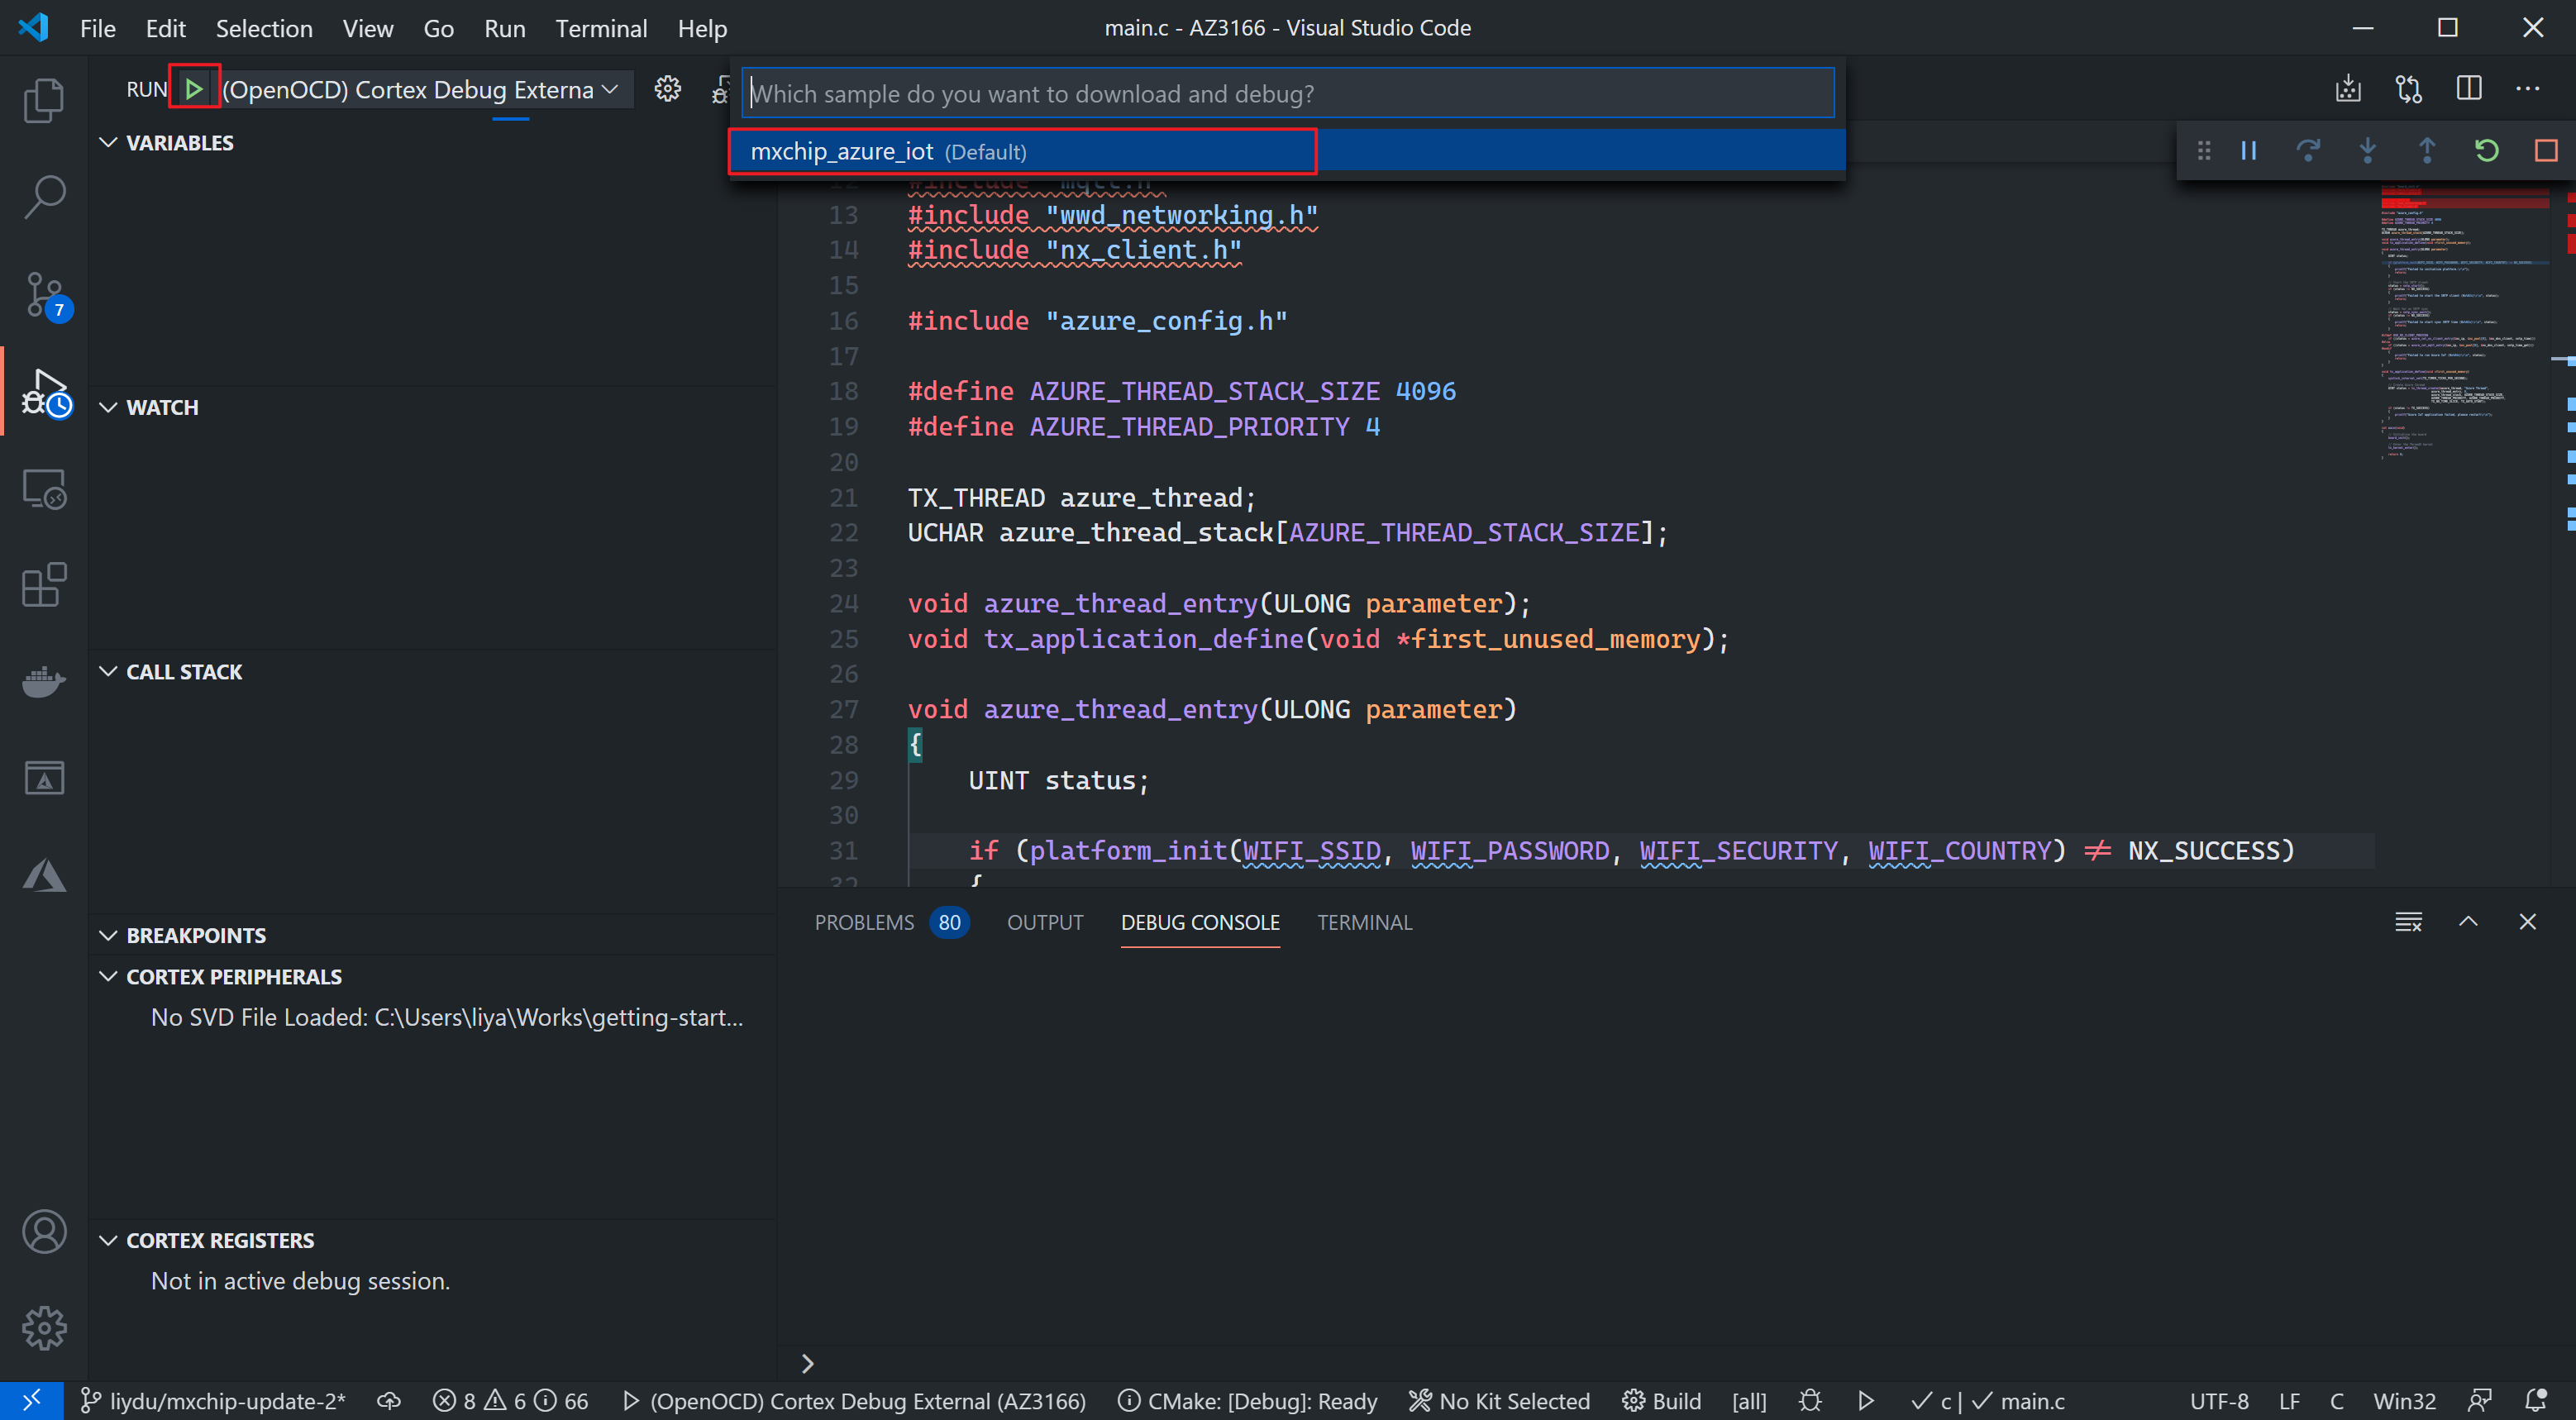 File Edit Selection View Go Run Terminal Help
main.c - AZ3166 - Visual Studio Code
RUN (OpenOCD) Cortex Debug Externa
Which sample do you want to download and debug?
mxchip_azure_iot (Default)
VARIABLES
WATCH
CALL STACK
BREAKPOINTS
CORTEX PERIPHERALS
No SVD File Loaded: C:\Users\liya\Works\getting-start...
CORTEX REGISTERS
Not in active debug session.
7
12 #include "mqtt.h"
13 #include "wwd_networking.h"
14 #include "nx_client.h"
15
16 #include "azure_config.h"
17
18 #define AZURE_THREAD_STACK_SIZE 4096
19 #define AZURE_THREAD_PRIORITY 4
20
21 TX_THREAD azure_thread;
22 UCHAR azure_thread_stack[AZURE_THREAD_STACK_SIZE];
23
24 void azure_thread_entry(ULONG parameter);
25 void tx_application_define(void *first_unused_memory);
26
27 void azure_thread_entry(ULONG parameter)
28 {
29 UINT status;
30
31 if (platform_init(WIFI_SSID, WIFI_PASSWORD, WIFI_SECURITY, WIFI_COUNTRY) ≠ NX_SUCCESS)
32 {
PROBLEMS 80 OUTPUT DEBUG CONSOLE TERMINAL
liydu/mxchip-update-2* 8 6 66 (OpenOCD) Cortex Debug External (AZ3166) CMake: [Debug]: Ready No Kit Selected Build [all] c | main.c UTF-8 LF C Win32